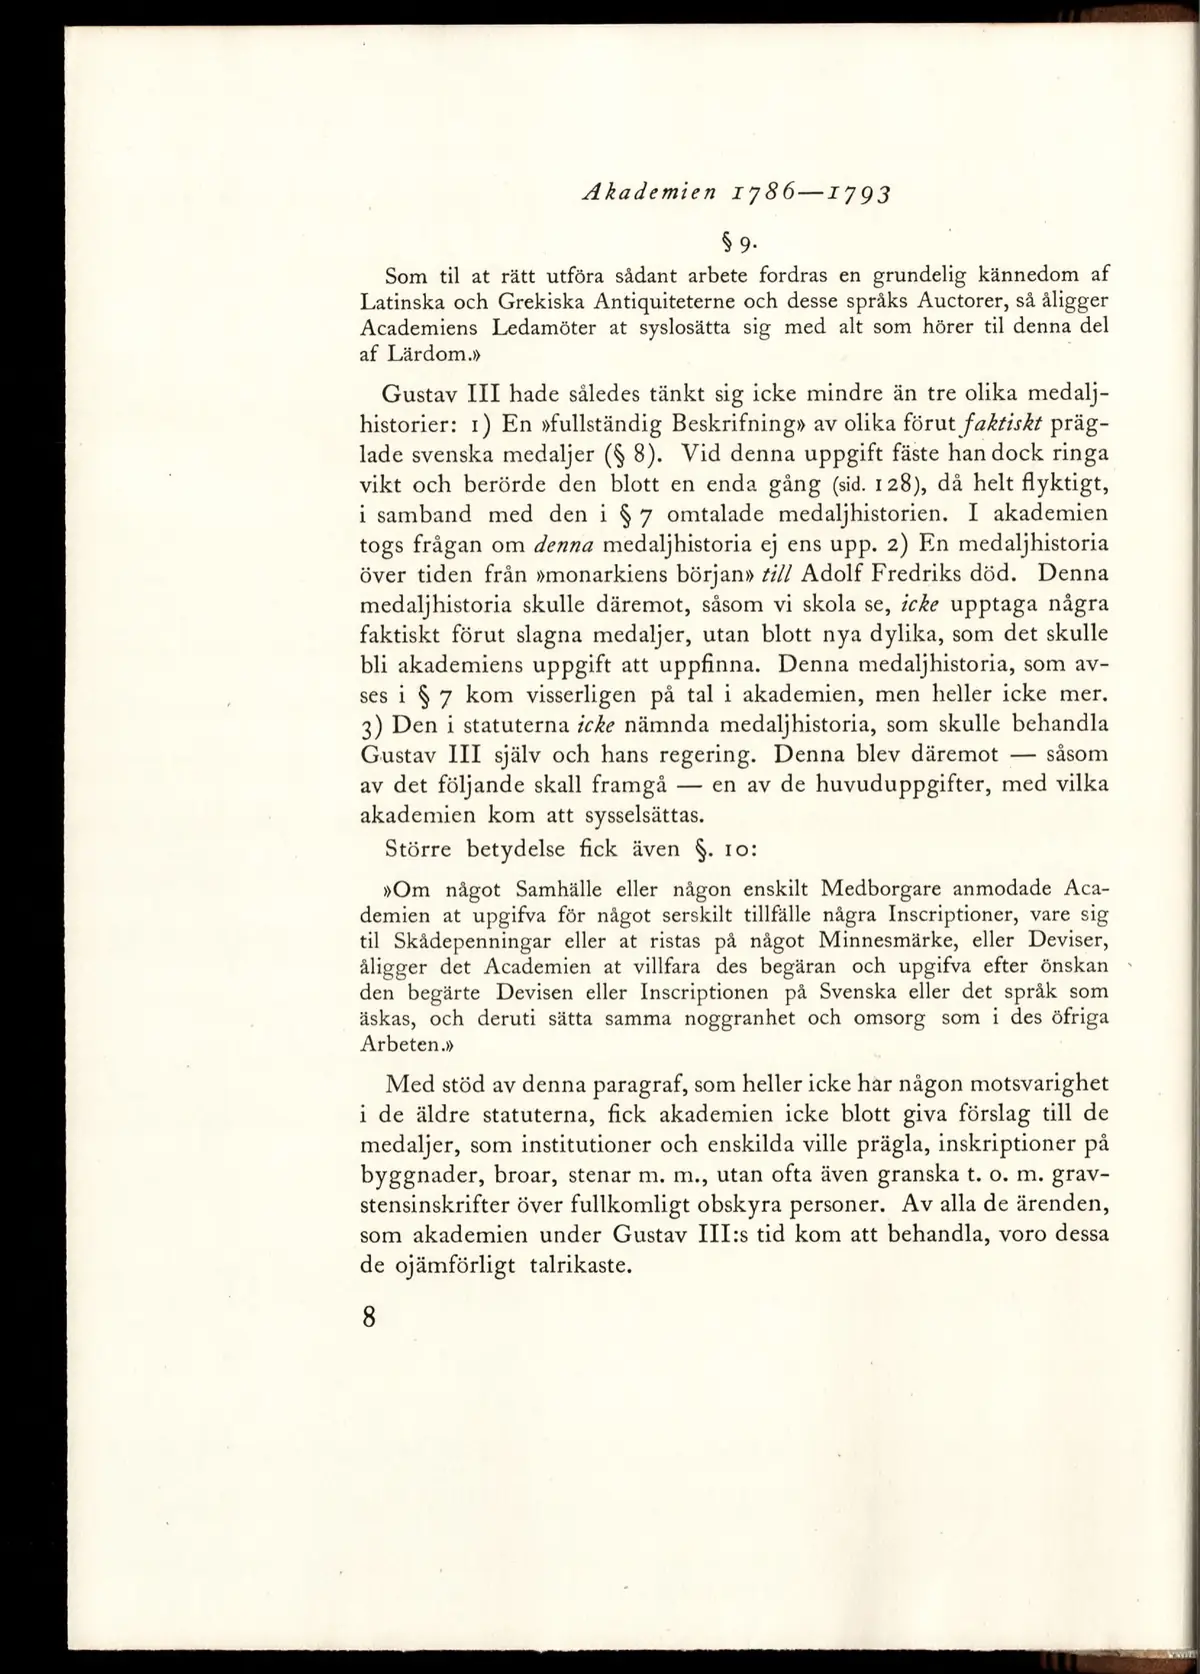 Akademien 1786—1793
§ 9.
Som til at rätt utföra sådant arbete fordras en grundelig kännedom af
Latinska och Grekiska Antiquiteterne och desse språks Auctorer, så åligger
Academiens Ledamöter at syslosätta sig med alt som hörer til denna del
af Lärdom.»
Gustav III hade således tänkt sig icke mindre än tre olika medalj-
historier: 1) En »fullständig Beskrifning» av olika förut faktiskt präg-
lade svenska medaljer (§ 8). Vid denna uppgift fäste han dock ringa
vikt och berörde den blott en enda gång (sid. 128), då helt flyktigt,
i samband med den i § 7 omtalade medaljhistorien. I akademien
togs frågan om denna medaljhistoria ej ens upp. 2) En medaljhistoria
över tiden från »monarkiens början» till Adolf Fredriks död. Denna
medaljhistoria skulle däremot, såsom vi skola se, icke upptaga några
faktiskt förut slagna medaljer, utan blott nya dylika, som det skulle
bli akademiens uppgift att uppfinna. Denna medaljhistoria, som av-
ses i § 7 kom visserligen på tal i akademien, men heller icke mer.
3) Den i statuterna icke nämnda medaljhistoria, som skulle behandla
Gustav III själv och hans regering. Denna blev däremot — såsom
av det följande skall framgå — en av de huvuduppgifter, med vilka
akademien kom att sysselsättas.
Större betydelse fick även §. 10:
»Om något Samhälle eller någon enskilt Medborgare anmodade Aca-
demien at upgifva för något serskilt tillfälle några Inscriptioner, vare sig
til Skådepenningar eller at ristas på något Minnesmärke, eller Deviser,
åligger det Academien at villfara des begäran och upgifva efter önskan
den begärte Devisen eller Inscriptionen på Svenska eller det språk som
äskas, och deruti sätta samma noggranhet och omsorg som i des öfriga
Arbeten.»
Med stöd av denna paragraf, som heller icke har någon motsvarighet
i de äldre statuterna, fick akademien icke blott giva förslag till de
medaljer, som institutioner och enskilda ville prägla, inskriptioner på
byggnader, broar, stenar m. m., utan ofta även granska t. o. m. grav-
stensinskrifter över fullkomligt obskyra personer. Av alla de ärenden,
som akademien under Gustav III:s tid kom att behandla, voro dessa
de ojämförligt talrikaste.
8